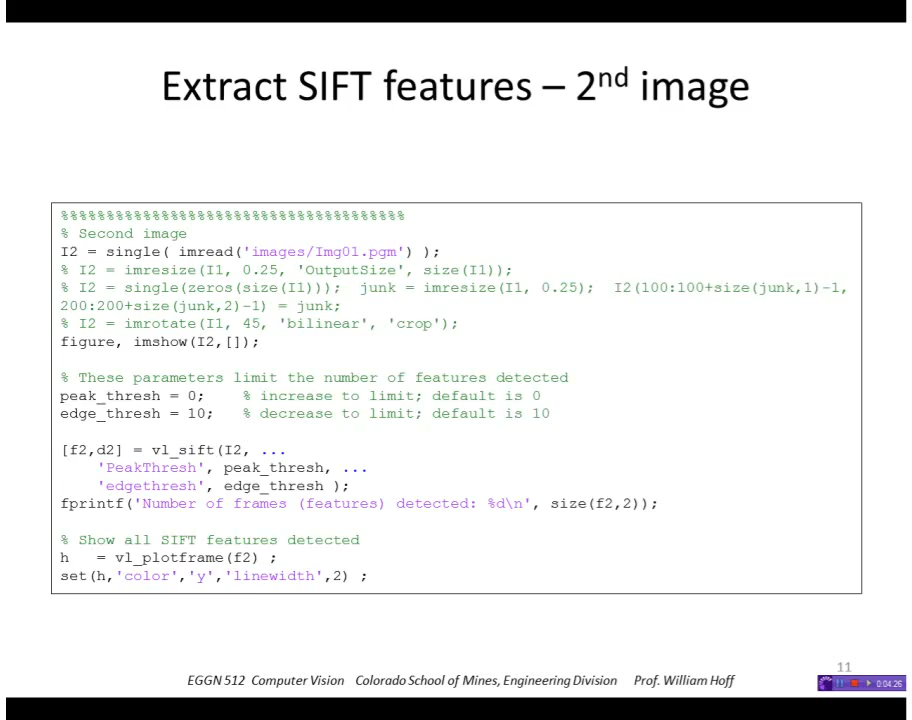 Extract SIFT features – 2nd image
%%%%%%%%%%%%%%%%%%%%%%%%%%%%%%%%%%%%%%
% Second image
I2 = single( imread('images/Img01.pgm') );
% I2 = imresize(I1, 0.25, 'OutputSize', size(I1));
% I2 = single(zeros(size(I1))); junk = imresize(I1, 0.25); I2(100:100+size(junk,1)-1,
200:200+size(junk,2)-1) = junk;
% I2 = imrotate(I1, 45, 'bilinear', 'crop');
figure, imshow(I2,[]);
% These parameters limit the number of features detected
peak_thresh = 0; % increase to limit; default is 0
edge_thresh = 10; % decrease to limit; default is 10
[f2,d2] = vl_sift(I2, ...
'PeakThresh', peak_thresh, ...
'edgethresh', edge_thresh );
fprintf('Number of frames (features) detected: %d\n', size(f2,2));
% Show all SIFT features detected
h = vl_plotframe(f2) ;
set(h,'color','y','linewidth',2) ;
11
EGGN 512 Computer Vision Colorado School of Mines, Engineering Division Prof. William Hoff
0:04:26